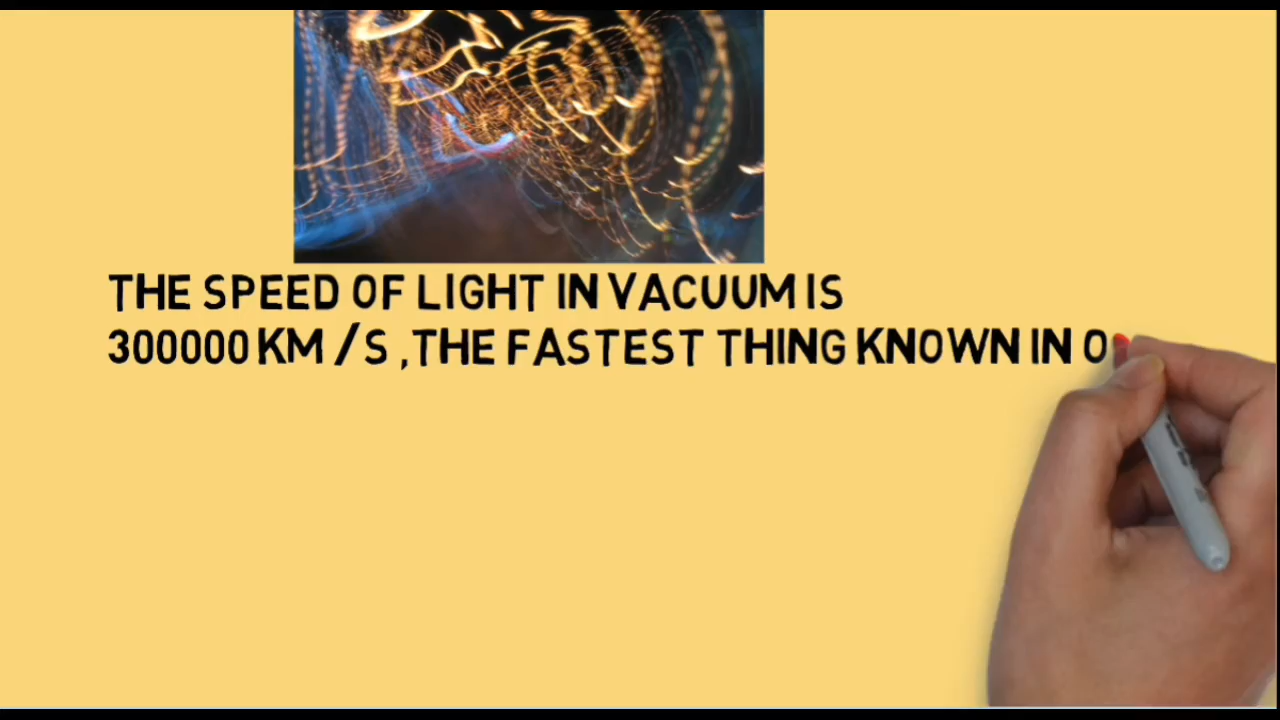 THE SPEED OF LIGHT IN VACUUM IS
300000 KM /S ,THE FASTEST THING KNOWN IN O